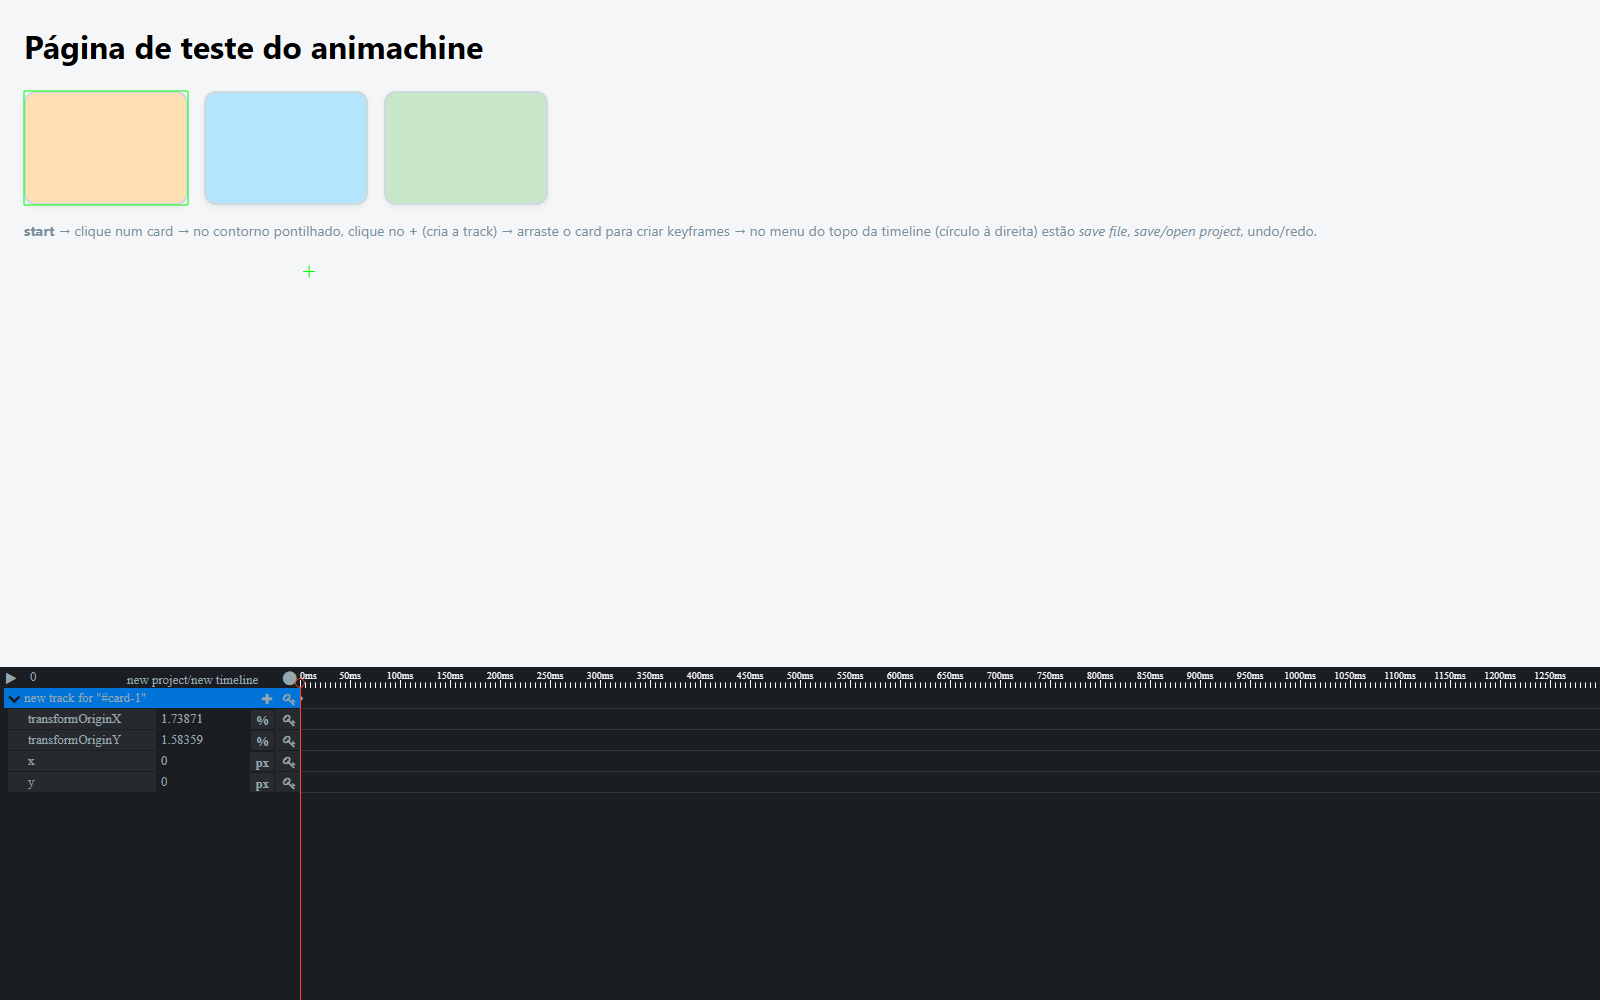 Página de teste do animachine
start → clique num card → no contorno pontilhado, clique no + (cria a track) → arraste o card para criar keyframes → no menu do topo da timeline (círculo à direita) estão save file, save/open project, undo/redo.
0 new project/new timeline 0ms 50ms 100ms 150ms 200ms 250ms 300ms 350ms 400ms 450ms 500ms 550ms 600ms 650ms 700ms 750ms 800ms 850ms 900ms 950ms 1000ms 1050ms 1100ms 1150ms 1200ms 1250ms
new track for "#card-1"
transformOriginX 1.73871 %
transformOriginY 1.58359 %
x 0 px
y 0 px